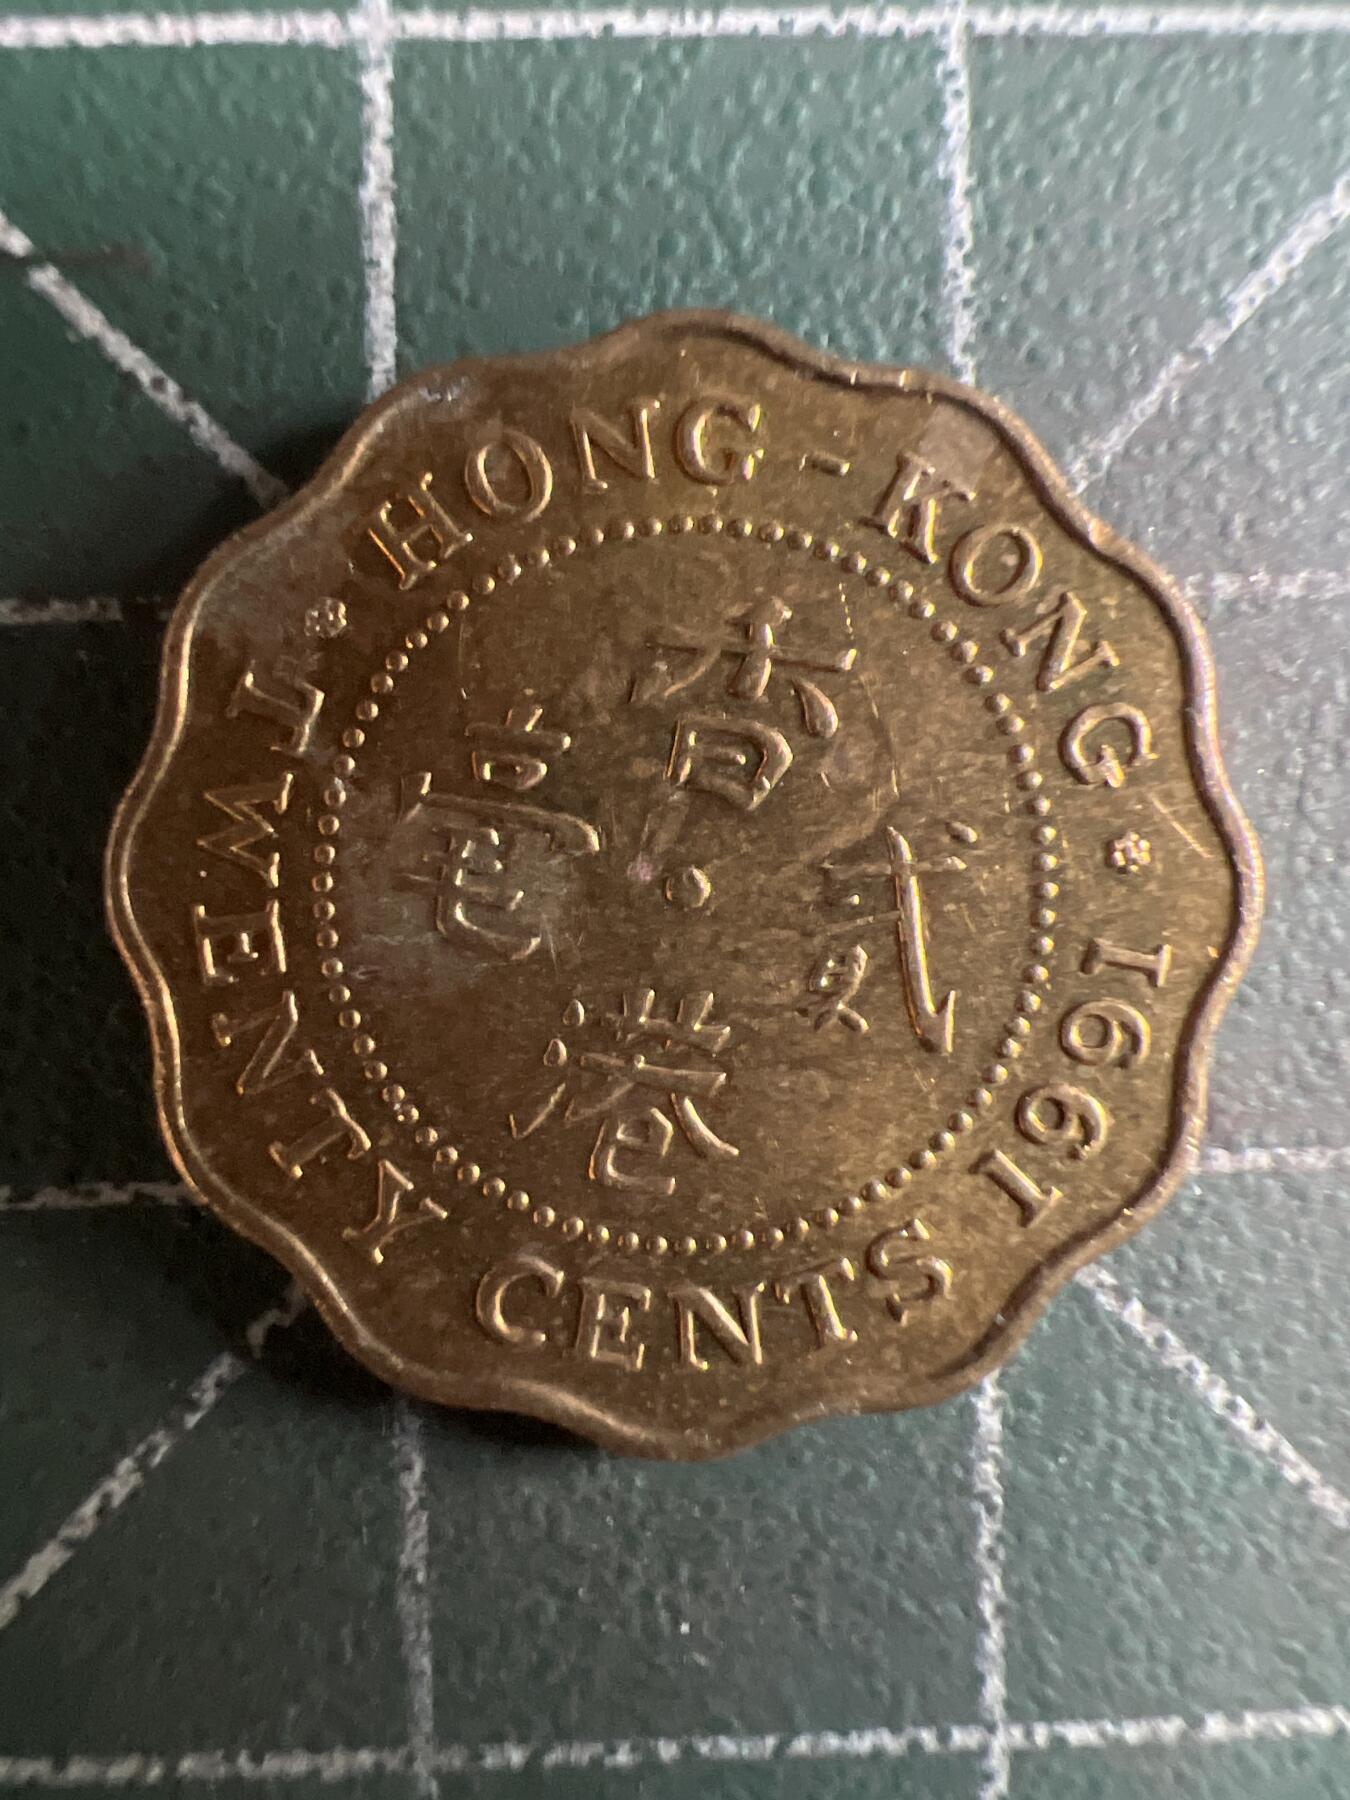 HONG-KONG
香港
貳毫
TWENTY CENTS 1991